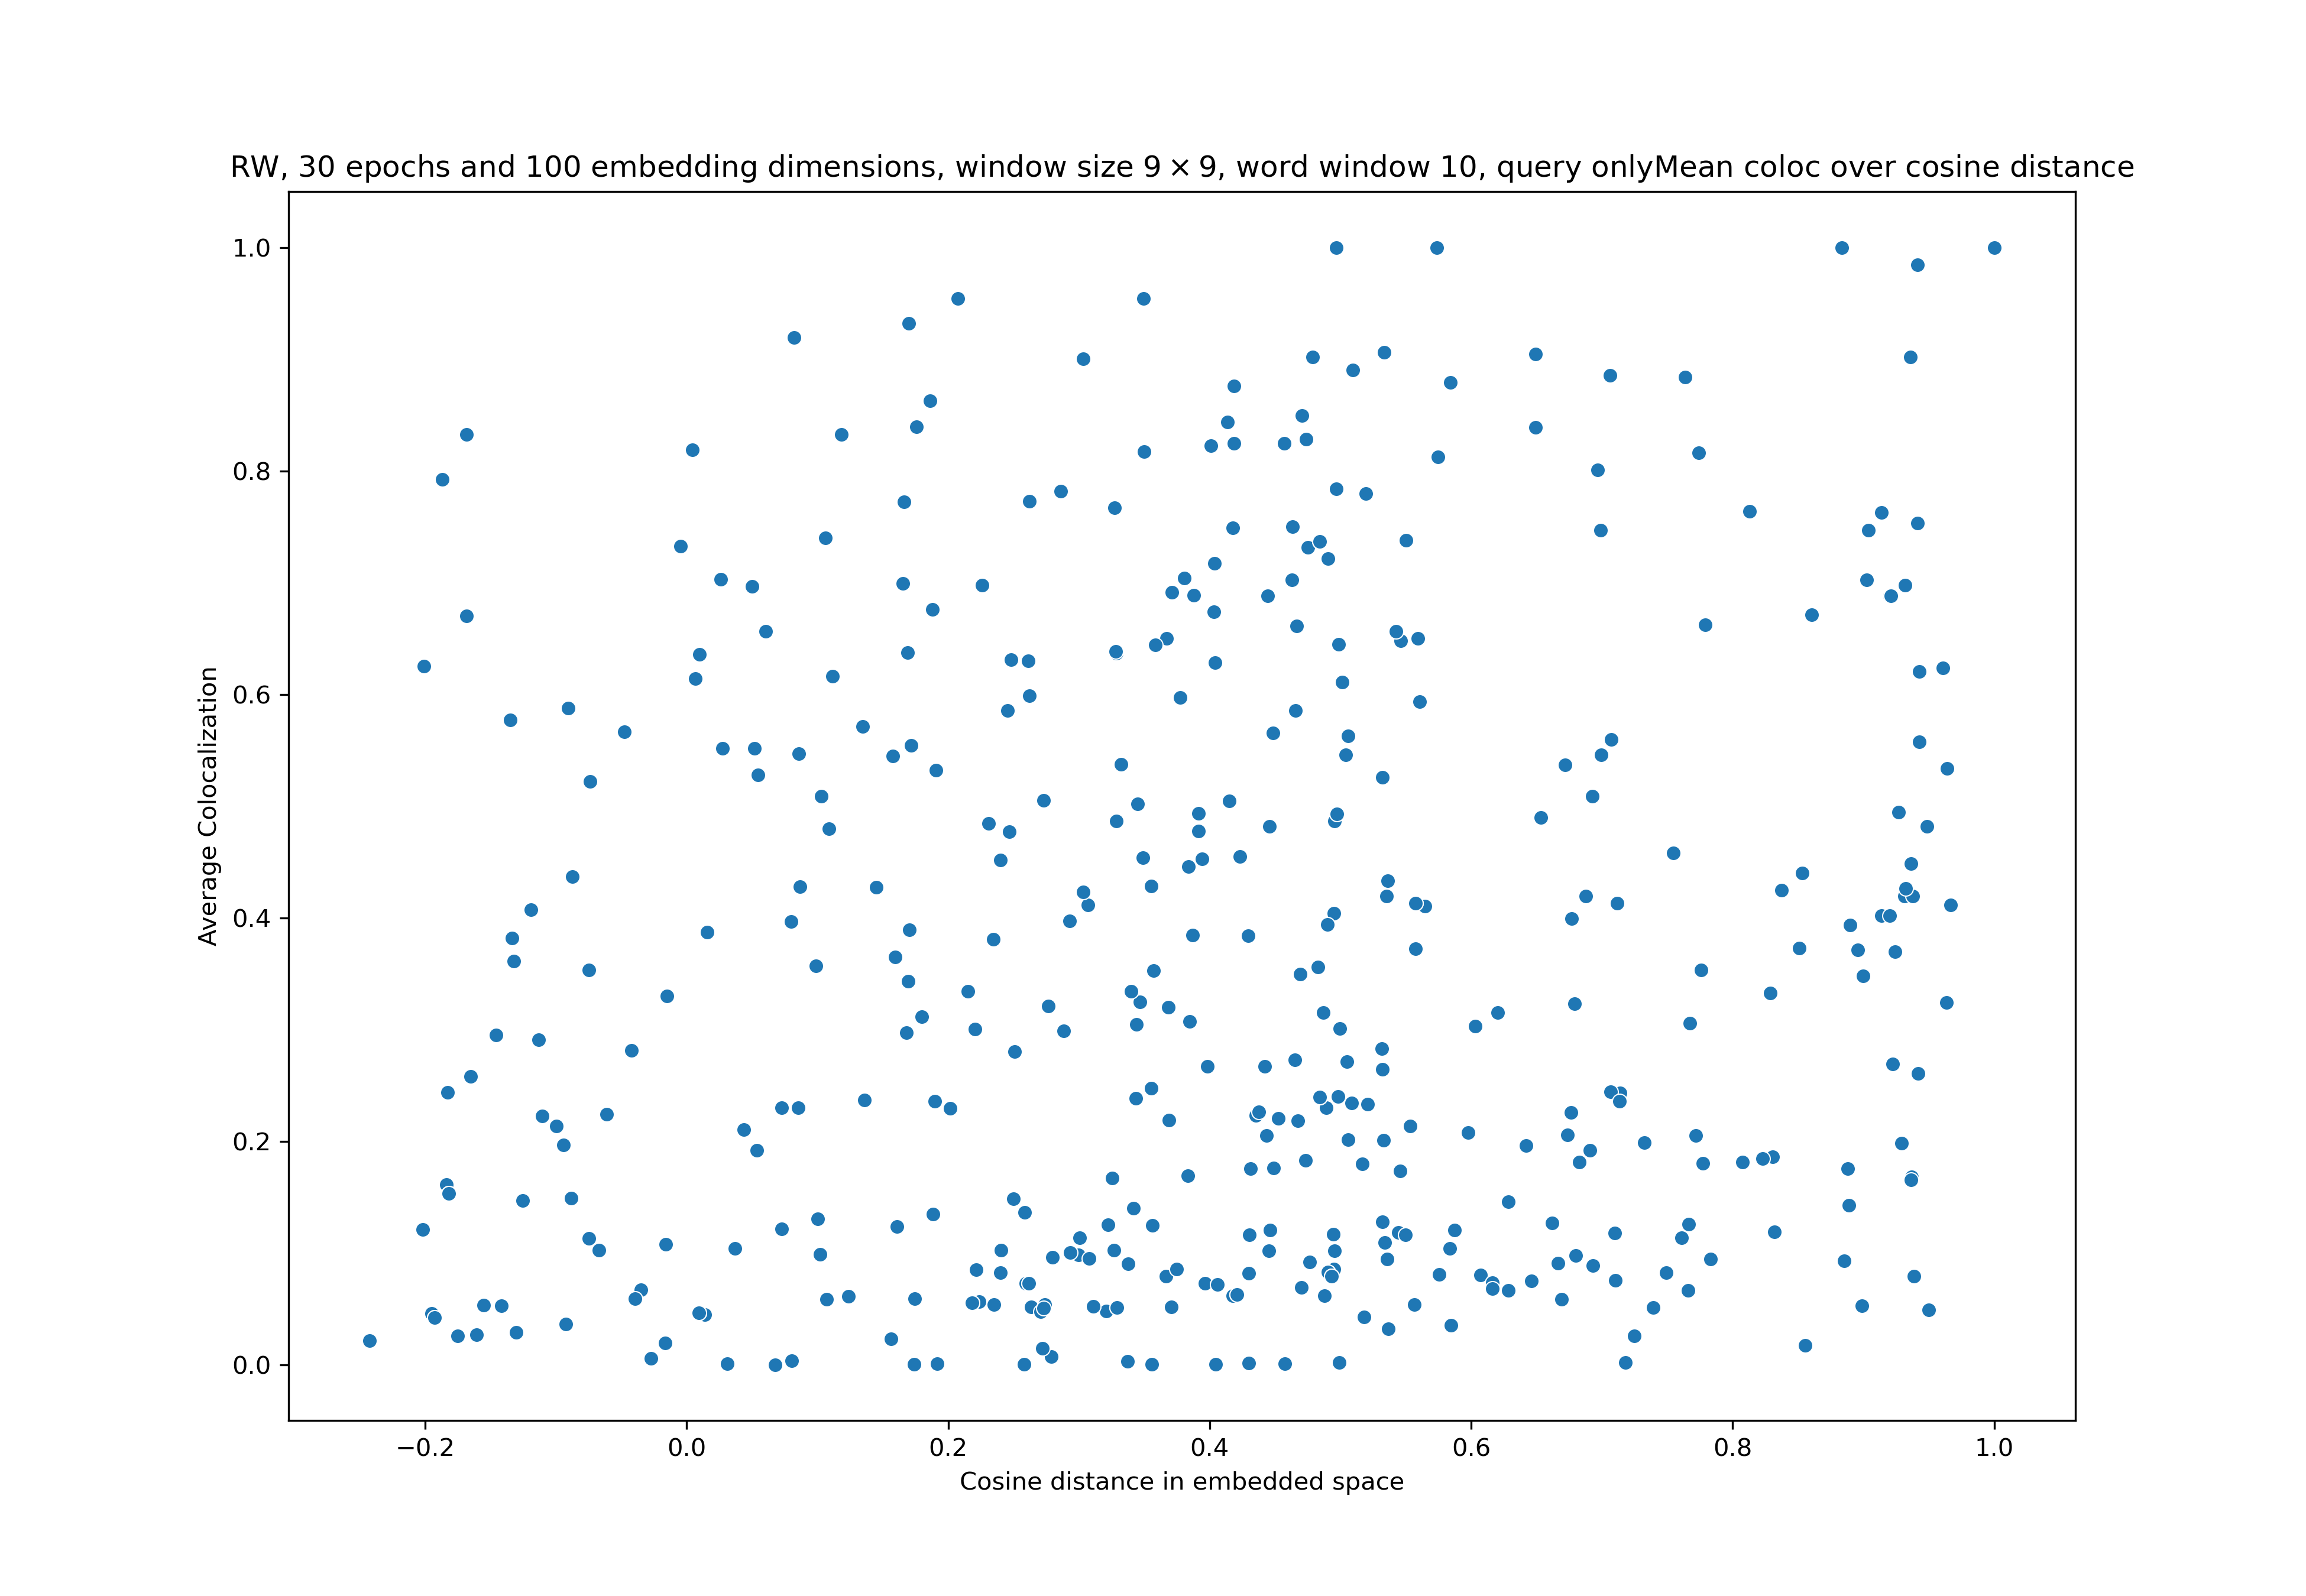 RW, 30 epochs and 100 embedding dimensions, window size 9 × 9, word window 10, query onlyMean coloc over cosine distance
1.0
0.8
0.6
0.4
0.2
0.0
Average Colocalization
−0.2 0.0 0.2 0.4 0.6 0.8 1.0
Cosine distance in embedded space